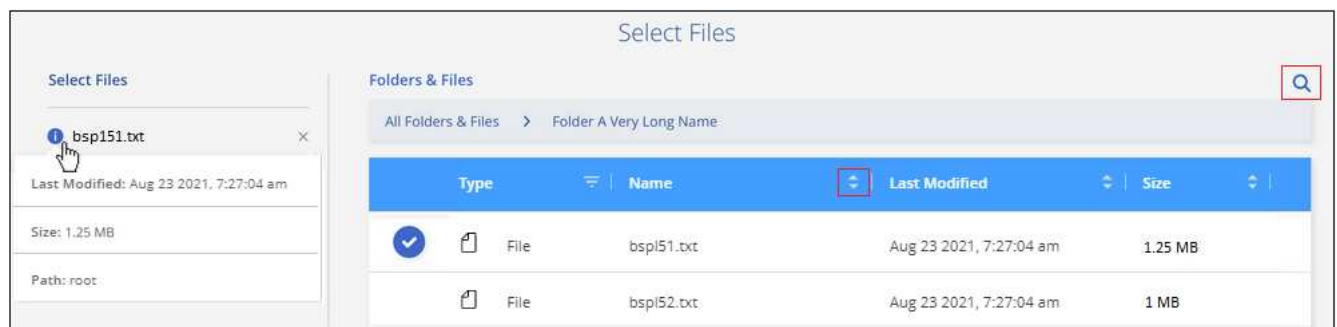 Select Files
Select Files
Folders & Files
bsp151.txt
All Folders & Files > Folder A Very Long Name
Last Modified: Aug 23 2021, 7:27:04 am
Size: 1.25 MB
Path: root
Type Name Last Modified Size
File bspl51.txt Aug 23 2021, 7:27:04 am 1.25 MB
File bspl52.txt Aug 23 2021, 7:27:04 am 1 MB